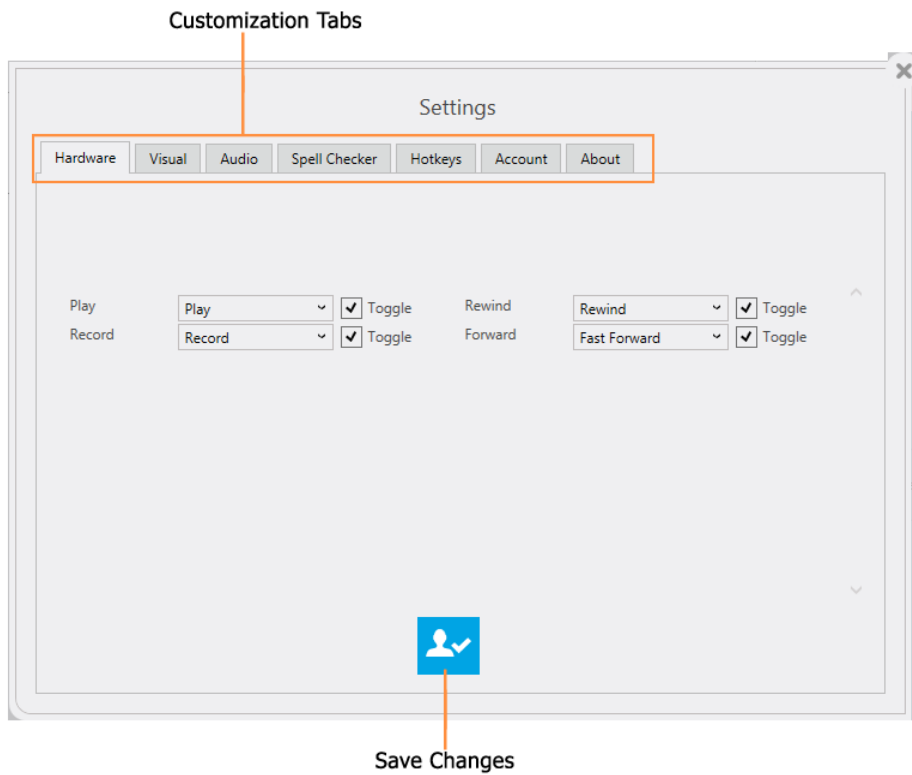 Customization Tabs
Settings
Hardware Visual Audio Spell Checker Hotkeys Account About
Play Play Toggle Rewind Rewind Toggle
Record Record Toggle Forward Fast Forward Toggle
Save Changes